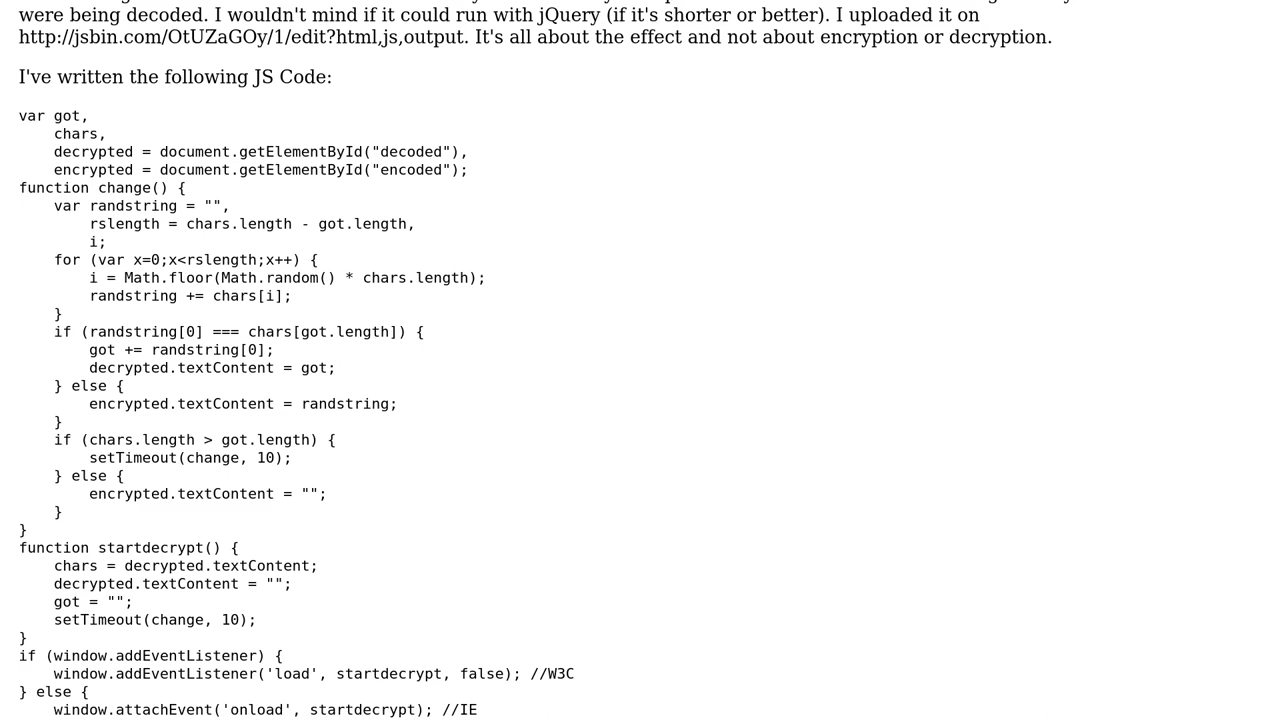 were being decoded. I wouldn't mind if it could run with jQuery (if it's shorter or better). I uploaded it on
http://jsbin.com/OtUZaGOy/1/edit?html,js,output. It's all about the effect and not about encryption or decryption.
I've written the following JS Code:
var got,
    chars,
    decrypted = document.getElementById("decoded"),
    encrypted = document.getElementById("encoded");
function change() {
    var randstring = "",
        rslength = chars.length - got.length,
        i;
    for (var x=0;x<rslength;x++) {
        i = Math.floor(Math.random() * chars.length);
        randstring += chars[i];
    }
    if (randstring[0] === chars[got.length]) {
        got += randstring[0];
        decrypted.textContent = got;
    } else {
        encrypted.textContent = randstring;
    }
    if (chars.length > got.length) {
        setTimeout(change, 10);
    } else {
        encrypted.textContent = "";
    }
}
function startdecrypt() {
    chars = decrypted.textContent;
    decrypted.textContent = "";
    got = "";
    setTimeout(change, 10);
}
if (window.addEventListener) {
    window.addEventListener('load', startdecrypt, false); //W3C
} else {
    window.attachEvent('onload', startdecrypt); //IE